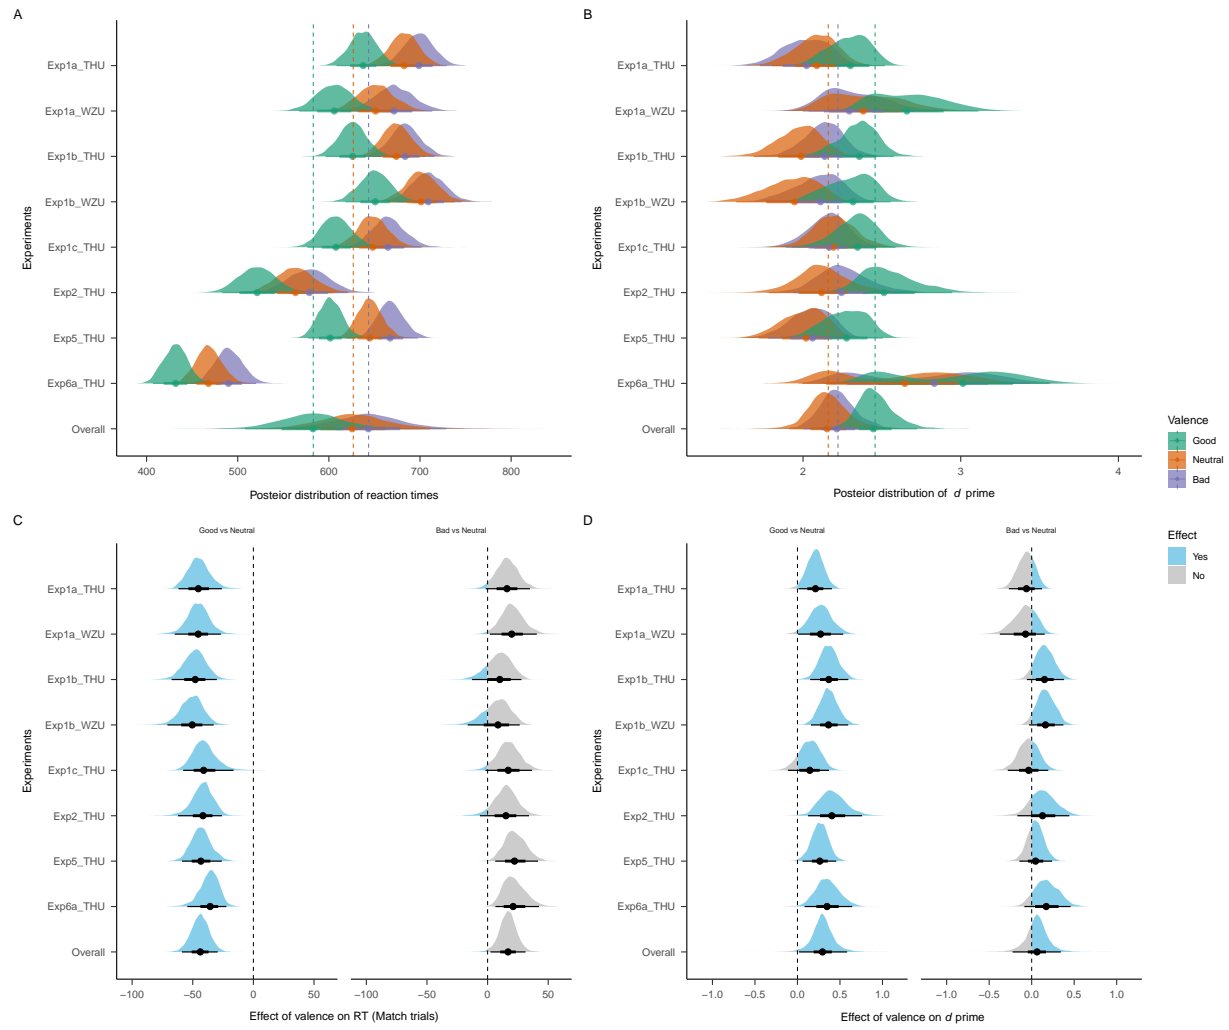 A
B
Exp1a_THU
Exp1a_WZU
Exp1b_THU
Exp1b_WZU
Exp1c_THU
Exp2_THU
Exp5_THU
Exp6a_THU
Overall
Experiments
400 500 600 700 800
Posteior distribution of reaction times
Exp1a_THU
Exp1a_WZU
Exp1b_THU
Exp1b_WZU
Exp1c_THU
Exp2_THU
Exp5_THU
Exp6a_THU
Overall
Experiments
2 3 4
Posteior distribution of d prime
Valence
Good
Neutral
Bad
C
Good vs Neutral
Bad vs Neutral
Exp1a_THU
Exp1a_WZU
Exp1b_THU
Exp1b_WZU
Exp1c_THU
Exp2_THU
Exp5_THU
Exp6a_THU
Overall
Experiments
−100 −50 0 50 −100 −50 0 50
Effect of valence on RT (Match trials)
D
Good vs Neutral
Bad vs Neutral
Exp1a_THU
Exp1a_WZU
Exp1b_THU
Exp1b_WZU
Exp1c_THU
Exp2_THU
Exp5_THU
Exp6a_THU
Overall
Experiments
−1.0 −0.5 0.0 0.5 1.0 −1.0 −0.5 0.0 0.5 1.0
Effect of valence on d prime
Effect
Yes
No